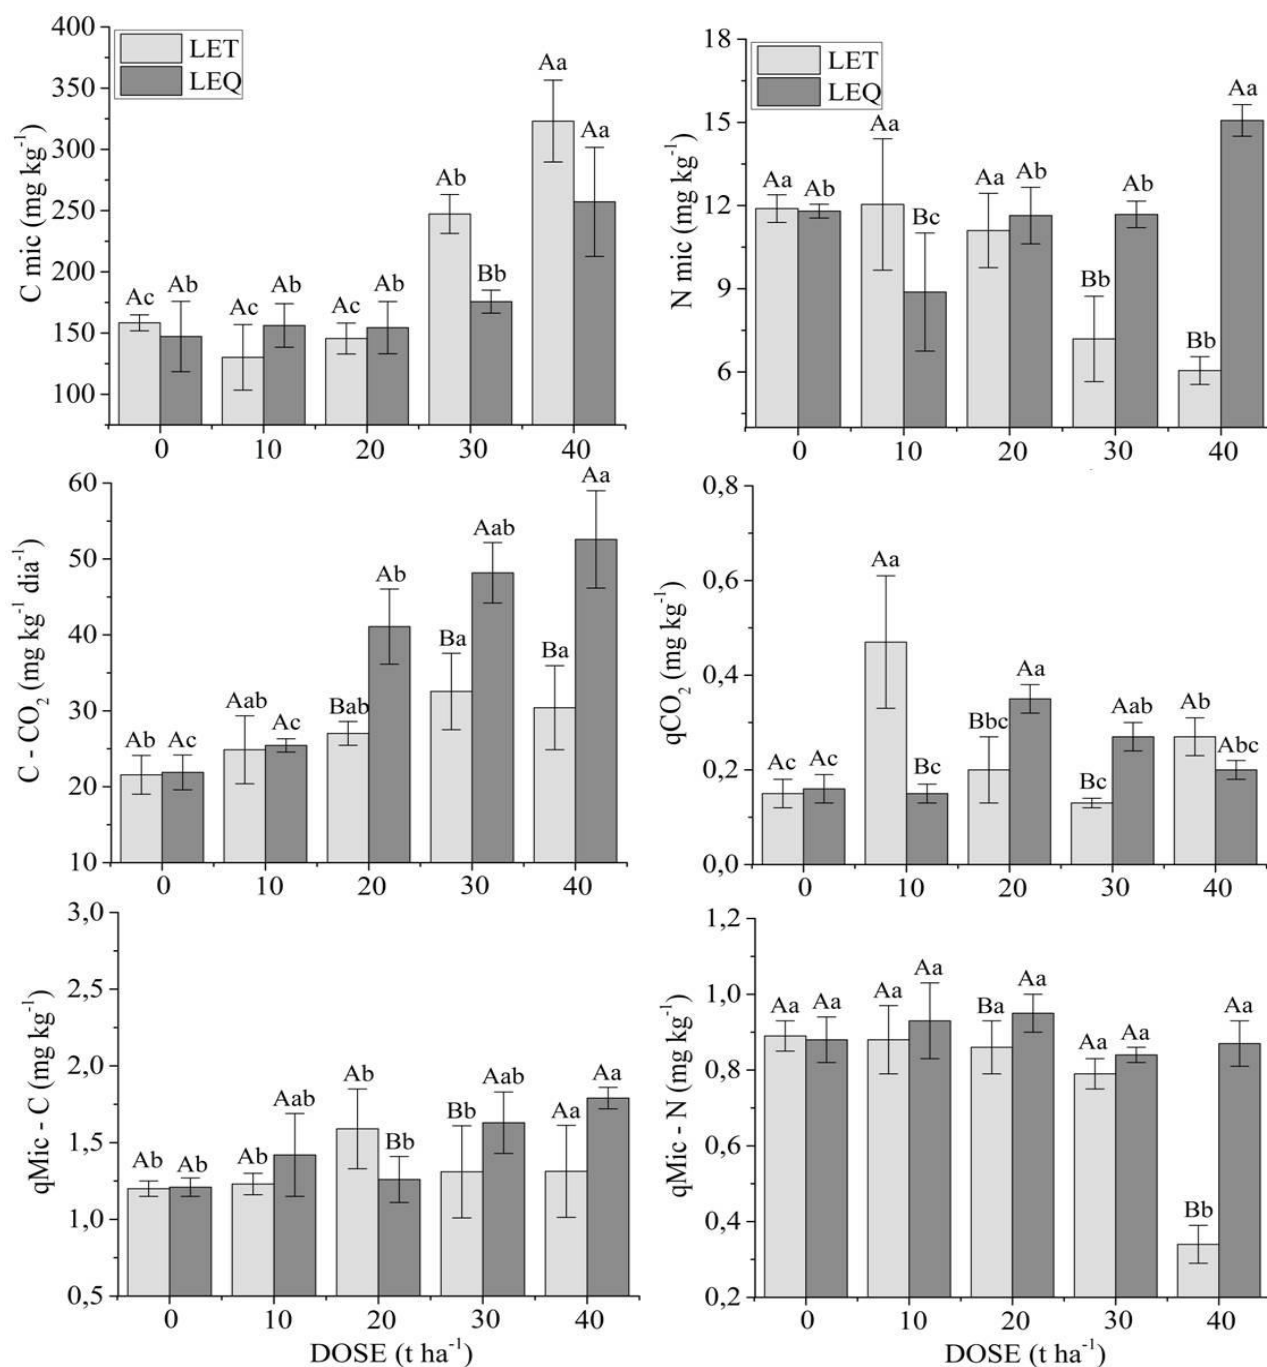 400
350
300
250
200
150
100
C mic (mg kg⁻¹)
LET
LEQ
Ac Ab Ac Ab Ac Ab Ab Bb Aa Aa
0 10 20 30 40
18
15
12
9
6
N mic (mg kg⁻¹)
LET
LEQ
Aa Ab Aa Bc Aa Ab Bb Ab Bb Aa
0 10 20 30 40
60
50
40
30
20
10
C - CO₂ (mg kg⁻¹ dia⁻¹)
Ab Ac Aab Ac Bab Ab Ba Aab Ba Aa
0 10 20 30 40
0,8
0,6
0,4
0,2
0,0
qCO₂ (mg kg⁻¹)
Ac Ac Aa Bc Bbc Aa Bc Aab Ab Abc
0 10 20 30 40
3,0
2,5
2,0
1,5
1,0
0,5
qMic - C (mg kg⁻¹)
Ab Ab Ab Aab Ab Bb Bb Aab Aa Aa
0 10 20 30 40
DOSE (t ha⁻¹)
1,2
1,0
0,8
0,6
0,4
0,2
qMic - N (mg kg⁻¹)
Aa Aa Aa Aa Ba Aa Aa Aa Bb Aa
0 10 20 30 40
DOSE (t ha⁻¹)